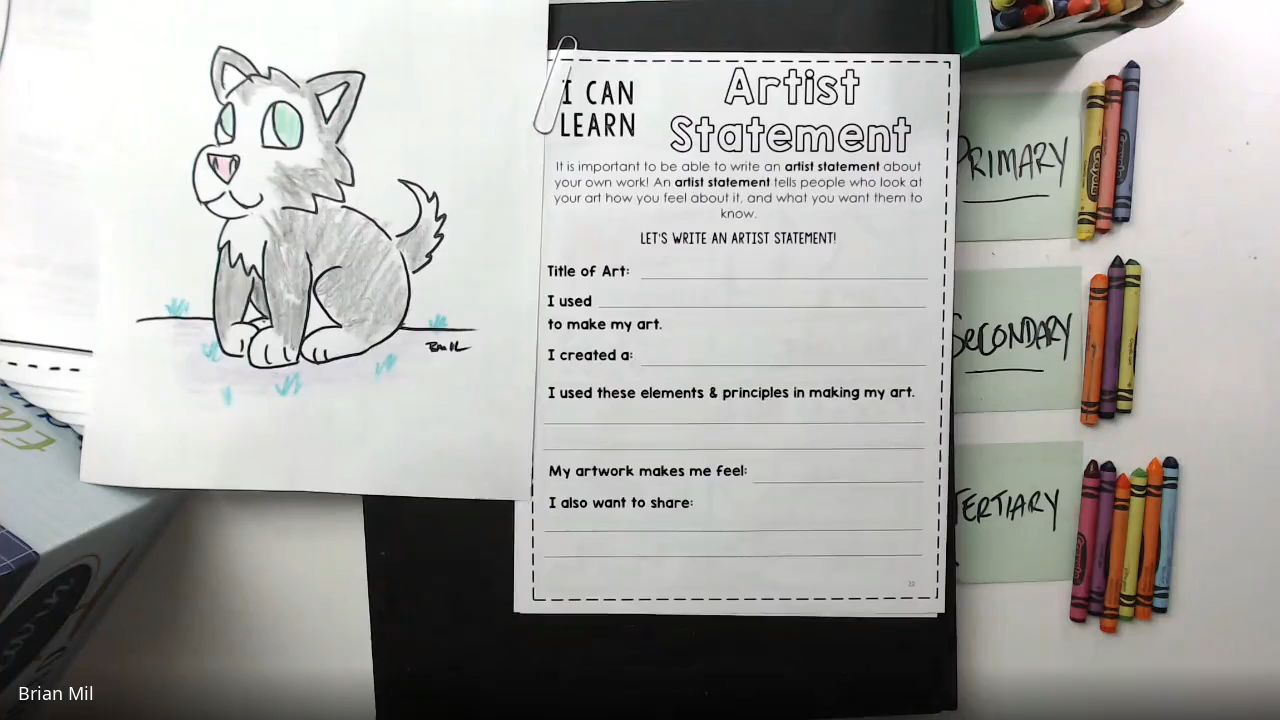 I CAN
LEARN
Artist
Statement
It is important to be able to write an artist statement about
your own work! An artist statement tells people who look at
your art how you feel about it, and what you want them to
know.
LET'S WRITE AN ARTIST STATEMENT!
Title of Art:
I used
to make my art.
I created a:
I used these elements & principles in making my art.
My artwork makes me feel:
I also want to share:
22
PRIMARY
SECONDARY
TERTIARY
Crayola
Crayola
Brian Mil